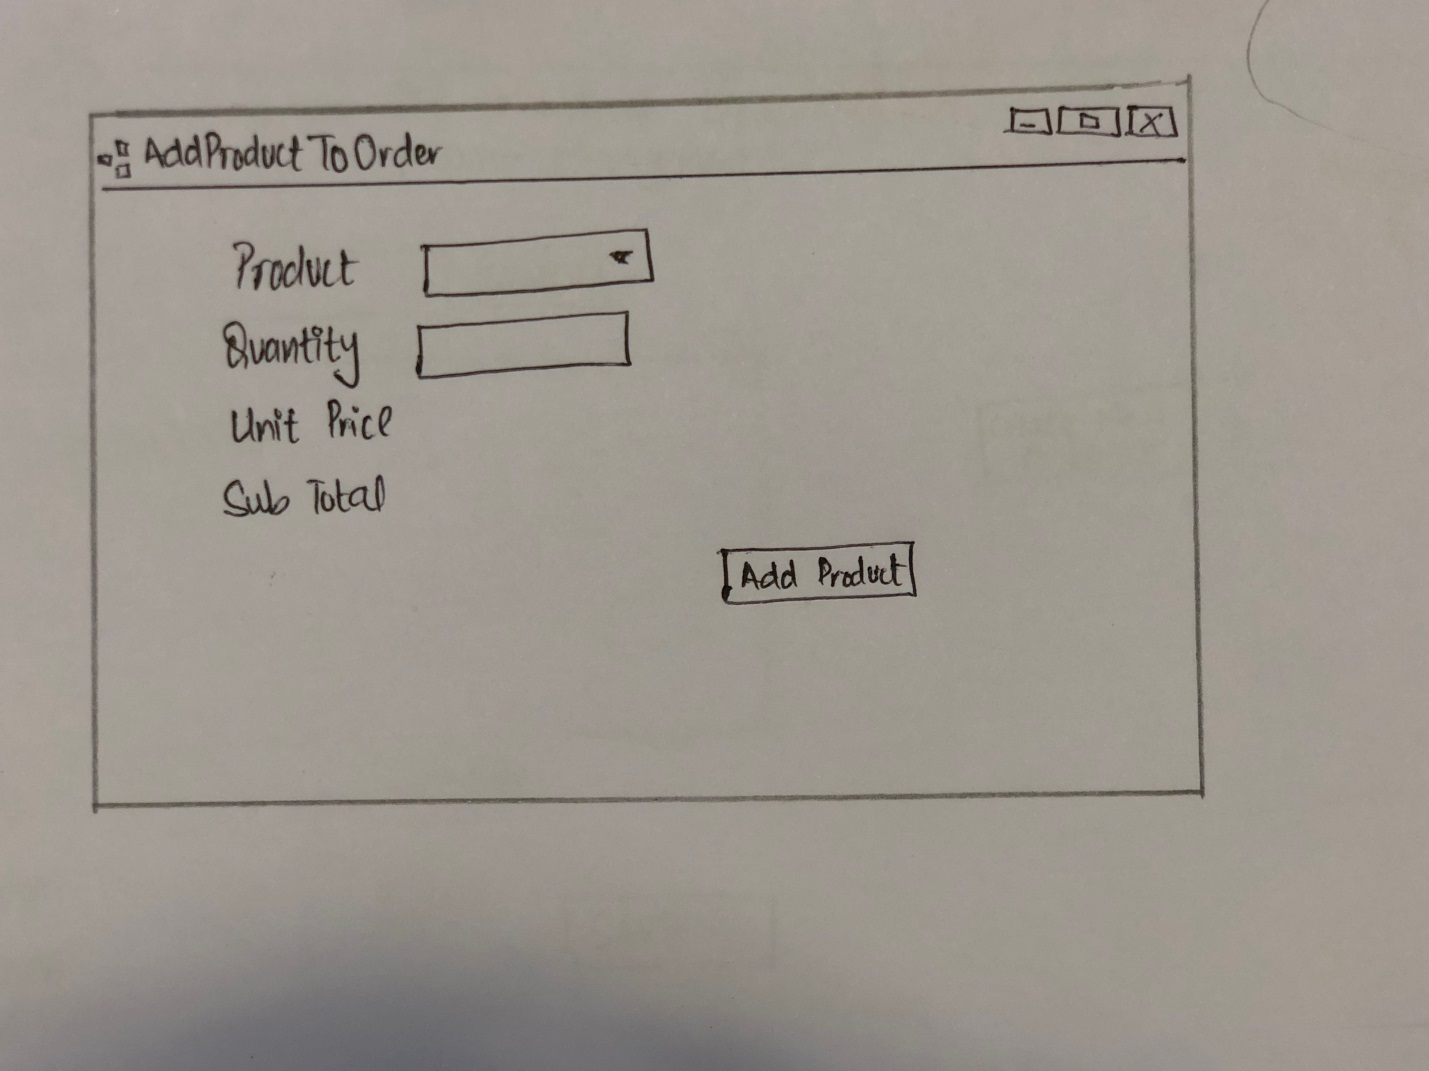 AddProduct To Order
Product
Quantity
Unit Price
Sub Total
Add Product